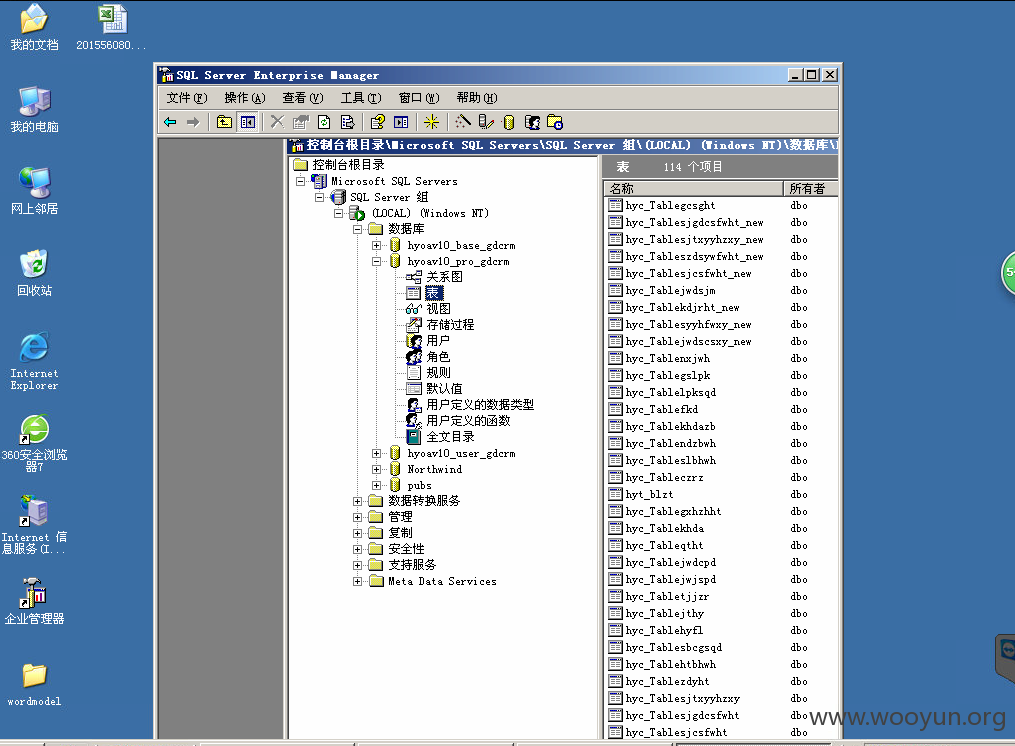 我的文档
201556080...
我的电脑
网上邻居
回收站
Internet
Explorer
360安全浏览
器7
Internet 信
息服务(I...
企业管理器
wordmodel
SQL Server Enterprise Manager
文件(F) 操作(A) 查看(V) 工具(T) 窗口(W) 帮助(H)
控制台根目录\Microsoft SQL Servers\SQL Server 组\(LOCAL) (Windows NT)\数据库\
控制台根目录
Microsoft SQL Servers
SQL Server 组
(LOCAL) (Windows NT)
数据库
hyoav10_base_gdcrm
hyoav10_pro_gdcrm
关系图
表
视图
存储过程
用户
角色
规则
默认值
用户定义的数据类型
用户定义的函数
全文目录
hyoav10_user_gdcrm
Northwind
pubs
数据转换服务
管理
复制
安全性
支持服务
Meta Data Services
表 114 个项目
名称 所有者
hyc_Tablegcsght dbo
hyc_Tablesjgdcsfwht_new dbo
hyc_Tablesjtxyyhzxy_new dbo
hyc_Tableszdsywfwht_new dbo
hyc_Tablesjcsfwht_new dbo
hyc_Tablejwdsjm dbo
hyc_Tablekdjrht_new dbo
hyc_Tablesyyhfwxy_new dbo
hyc_Tablejwdscsxy_new dbo
hyc_Tablenxjwh dbo
hyc_Tablegslpk dbo
hyc_Tablelpksqd dbo
hyc_Tablefkd dbo
hyc_Tablekhdazb dbo
hyc_Tablendzbwh dbo
hyc_Tableslbhwh dbo
hyc_Tableczrz dbo
hyt_blzt dbo
hyc_Tablegxhzhht dbo
hyc_Tablekhda dbo
hyc_Tableqtht dbo
hyc_Tablejwdcpd dbo
hyc_Tablejwjspd dbo
hyc_Tabletjjzr dbo
hyc_Tablejthy dbo
hyc_Tablehyfl dbo
hyc_Tablesbcgsqd dbo
hyc_Tablehtbhwh dbo
hyc_Tablezdyht dbo
hyc_Tablesjtxyyhzxy dbo
hyc_Tablesjgdcsfwht dbo
hyc_Tablesjcsfwht dbo
www.wooyun.org